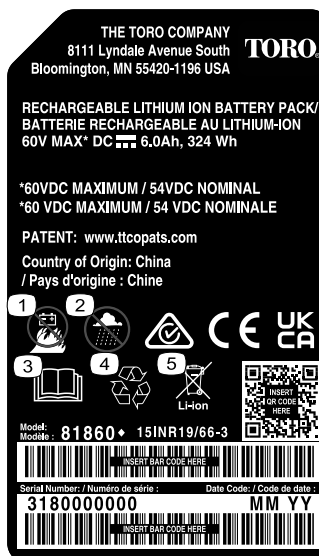 THE TORO COMPANY
8111 Lyndale Avenue South
Bloomington, MN 55420-1196 USA
TORO®
RECHARGEABLE LITHIUM ION BATTERY PACK/
BATTERIE RECHARGEABLE AU LITHIUM-ION
60V MAX* DC 6.0Ah, 324 Wh
*60VDC MAXIMUM / 54VDC NOMINAL
*60 VDC MAXIMUM / 54 VDC NOMINALE
PATENT: www.ttcopats.com
Country of Origin: China
/ Pays d'origine : Chine
1 2
CE UK
CA
3 4 5
Li-ion
INSERT
QR CODE
HERE
Model:
Modèle : 81860 15INR19/66-3
INSERT BAR CODE HERE
Serial Number: / Numéro de série : Date Code: / Code de date :
3180000000 MM YY
INSERT BAR CODE HERE